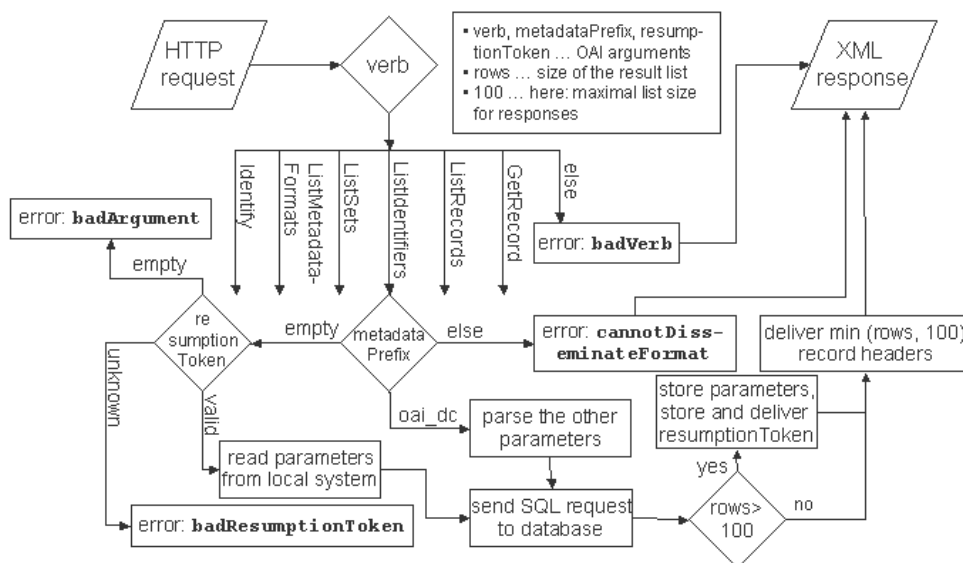 HTTP
request
verb
▪ verb, metadataPrefix, resump-
tionToken … OAI arguments
▪ rows … size of the result list
▪ 100 … here: maximal list size
for responses
XML
response
Identify
ListMetadata-
Formats
ListSets
ListIdentifiers
ListRecords
GetRecord
else
error: badArgument
error: badVerb
empty
re
sumption
Token
empty
metadata
Prefix
else
error: cannotDiss-
eminateFormat
deliver min (rows, 100)
record headers
unknown
valid
oai_dc
parse the other
parameters
store parameters,
store and deliver
resumptionToken
read parameters
from local system
yes
send SQL request
to database
rows>
100
no
error: badResumptionToken